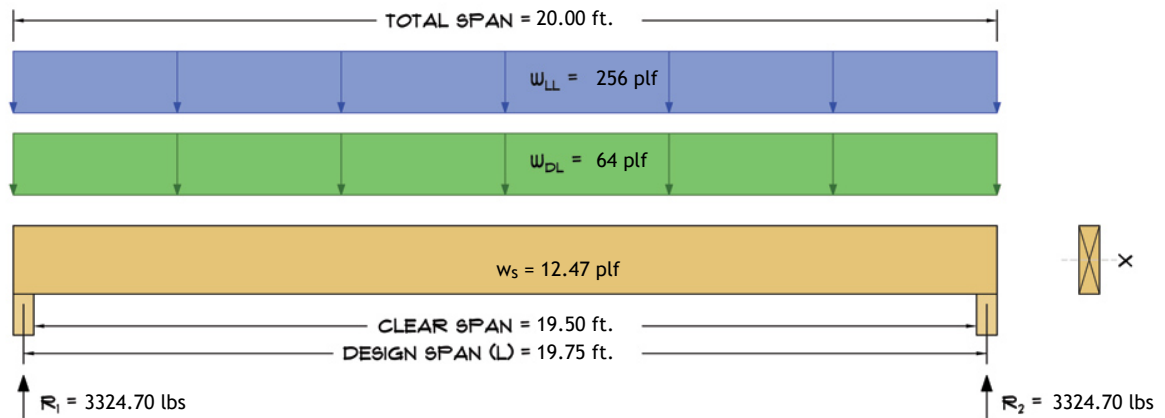 TOTAL SPAN = 20.00 ft.
WLL = 256 plf
WDL = 64 plf
ws = 12.47 plf
X
CLEAR SPAN = 19.50 ft.
DESIGN SPAN (L) = 19.75 ft.
R1 = 3324.70 lbs
R2 = 3324.70 lbs